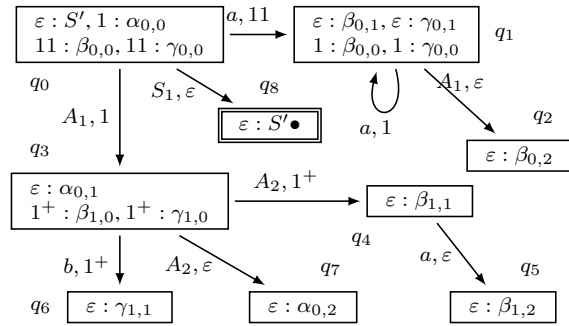 ε : S′, 1 : α0,0
11 : β0,0, 11 : γ0,0
q0
a, 11
ε : β0,1, ε : γ0,1
1 : β0,0, 1 : γ0,0
q1
a, 1
A1, ε
q2
ε : β0,2
S1, ε
q8
ε : S′ ●
A1, 1
q3
ε : α0,1
1+ : β1,0, 1+ : γ1,0
A2, 1+
ε : β1,1
q4
a, ε
q5
ε : β1,2
b, 1+
q6
ε : γ1,1
A2, ε
q7
ε : α0,2